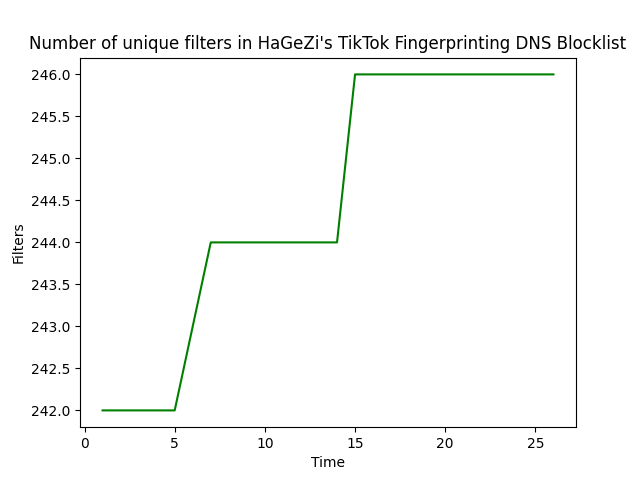 Number of unique filters in HaGeZi's TikTok Fingerprinting DNS Blocklist
246.0
245.5
245.0
244.5
244.0
243.5
243.0
242.5
242.0
Filters
0 5 10 15 20 25
Time